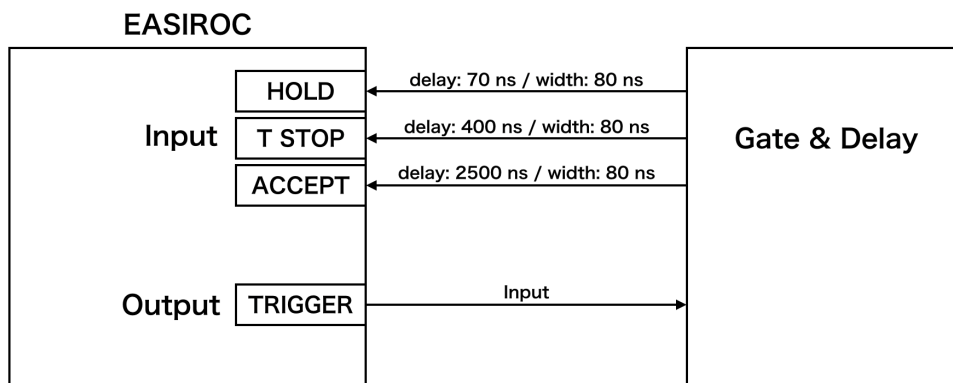 EASIROC
Input
HOLD
delay: 70 ns / width: 80 ns
T STOP
delay: 400 ns / width: 80 ns
ACCEPT
delay: 2500 ns / width: 80 ns
Gate & Delay
Output
TRIGGER
Input